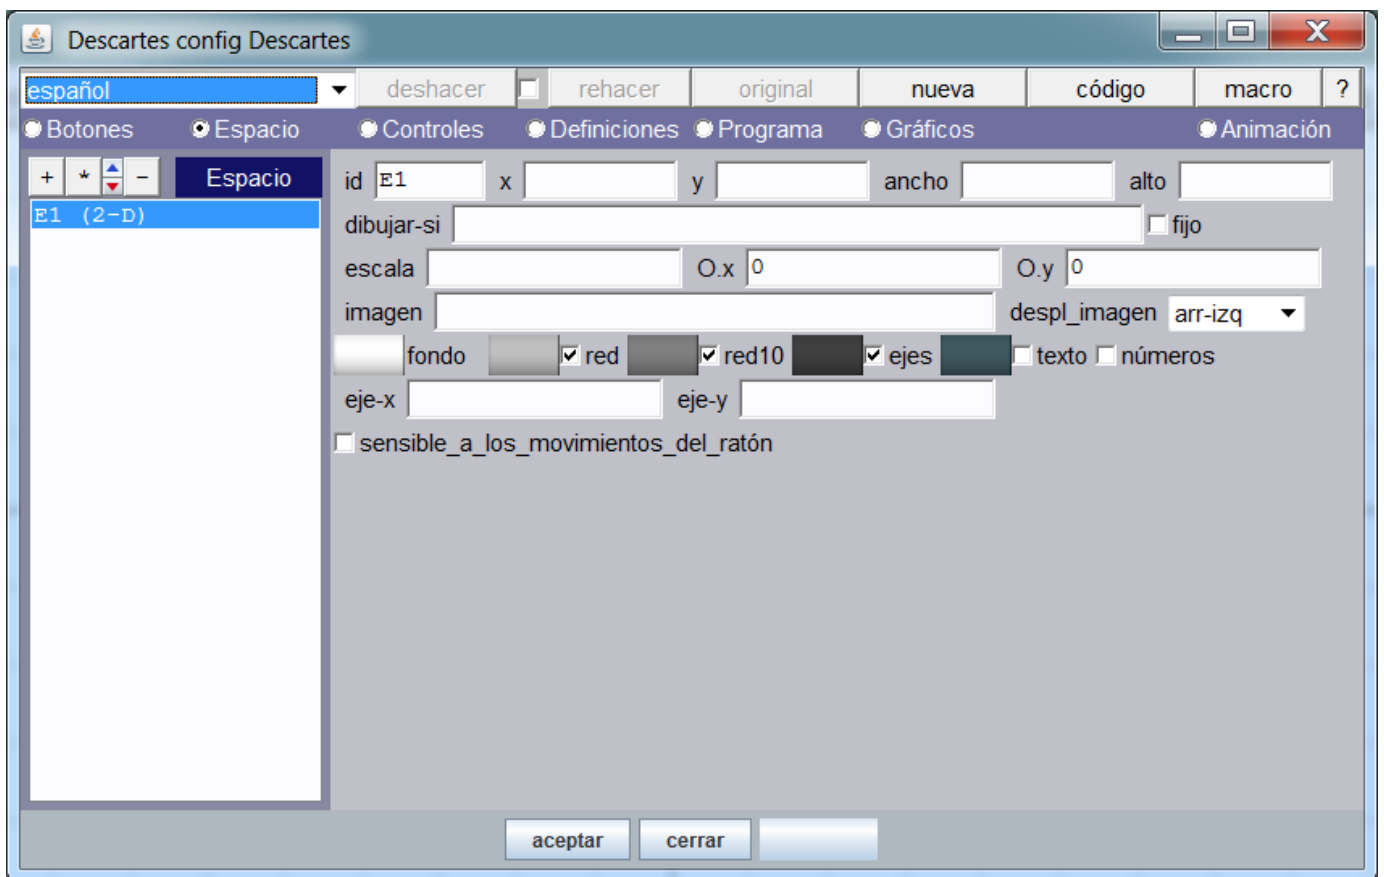 Descartes config Descartes
español deshacer rehacer original nueva código macro ?
Botones Espacio Controles Definiciones Programa Gráficos Animación
+ * - Espacio id E1 x y ancho alto
E1 (2-D)
dibujar-si fijo
escala O.x 0 O.y 0
imagen despl_imagen arr-izq
fondo red red10 ejes texto números
eje-x eje-y
sensible_a_los_movimientos_del_ratón
aceptar cerrar